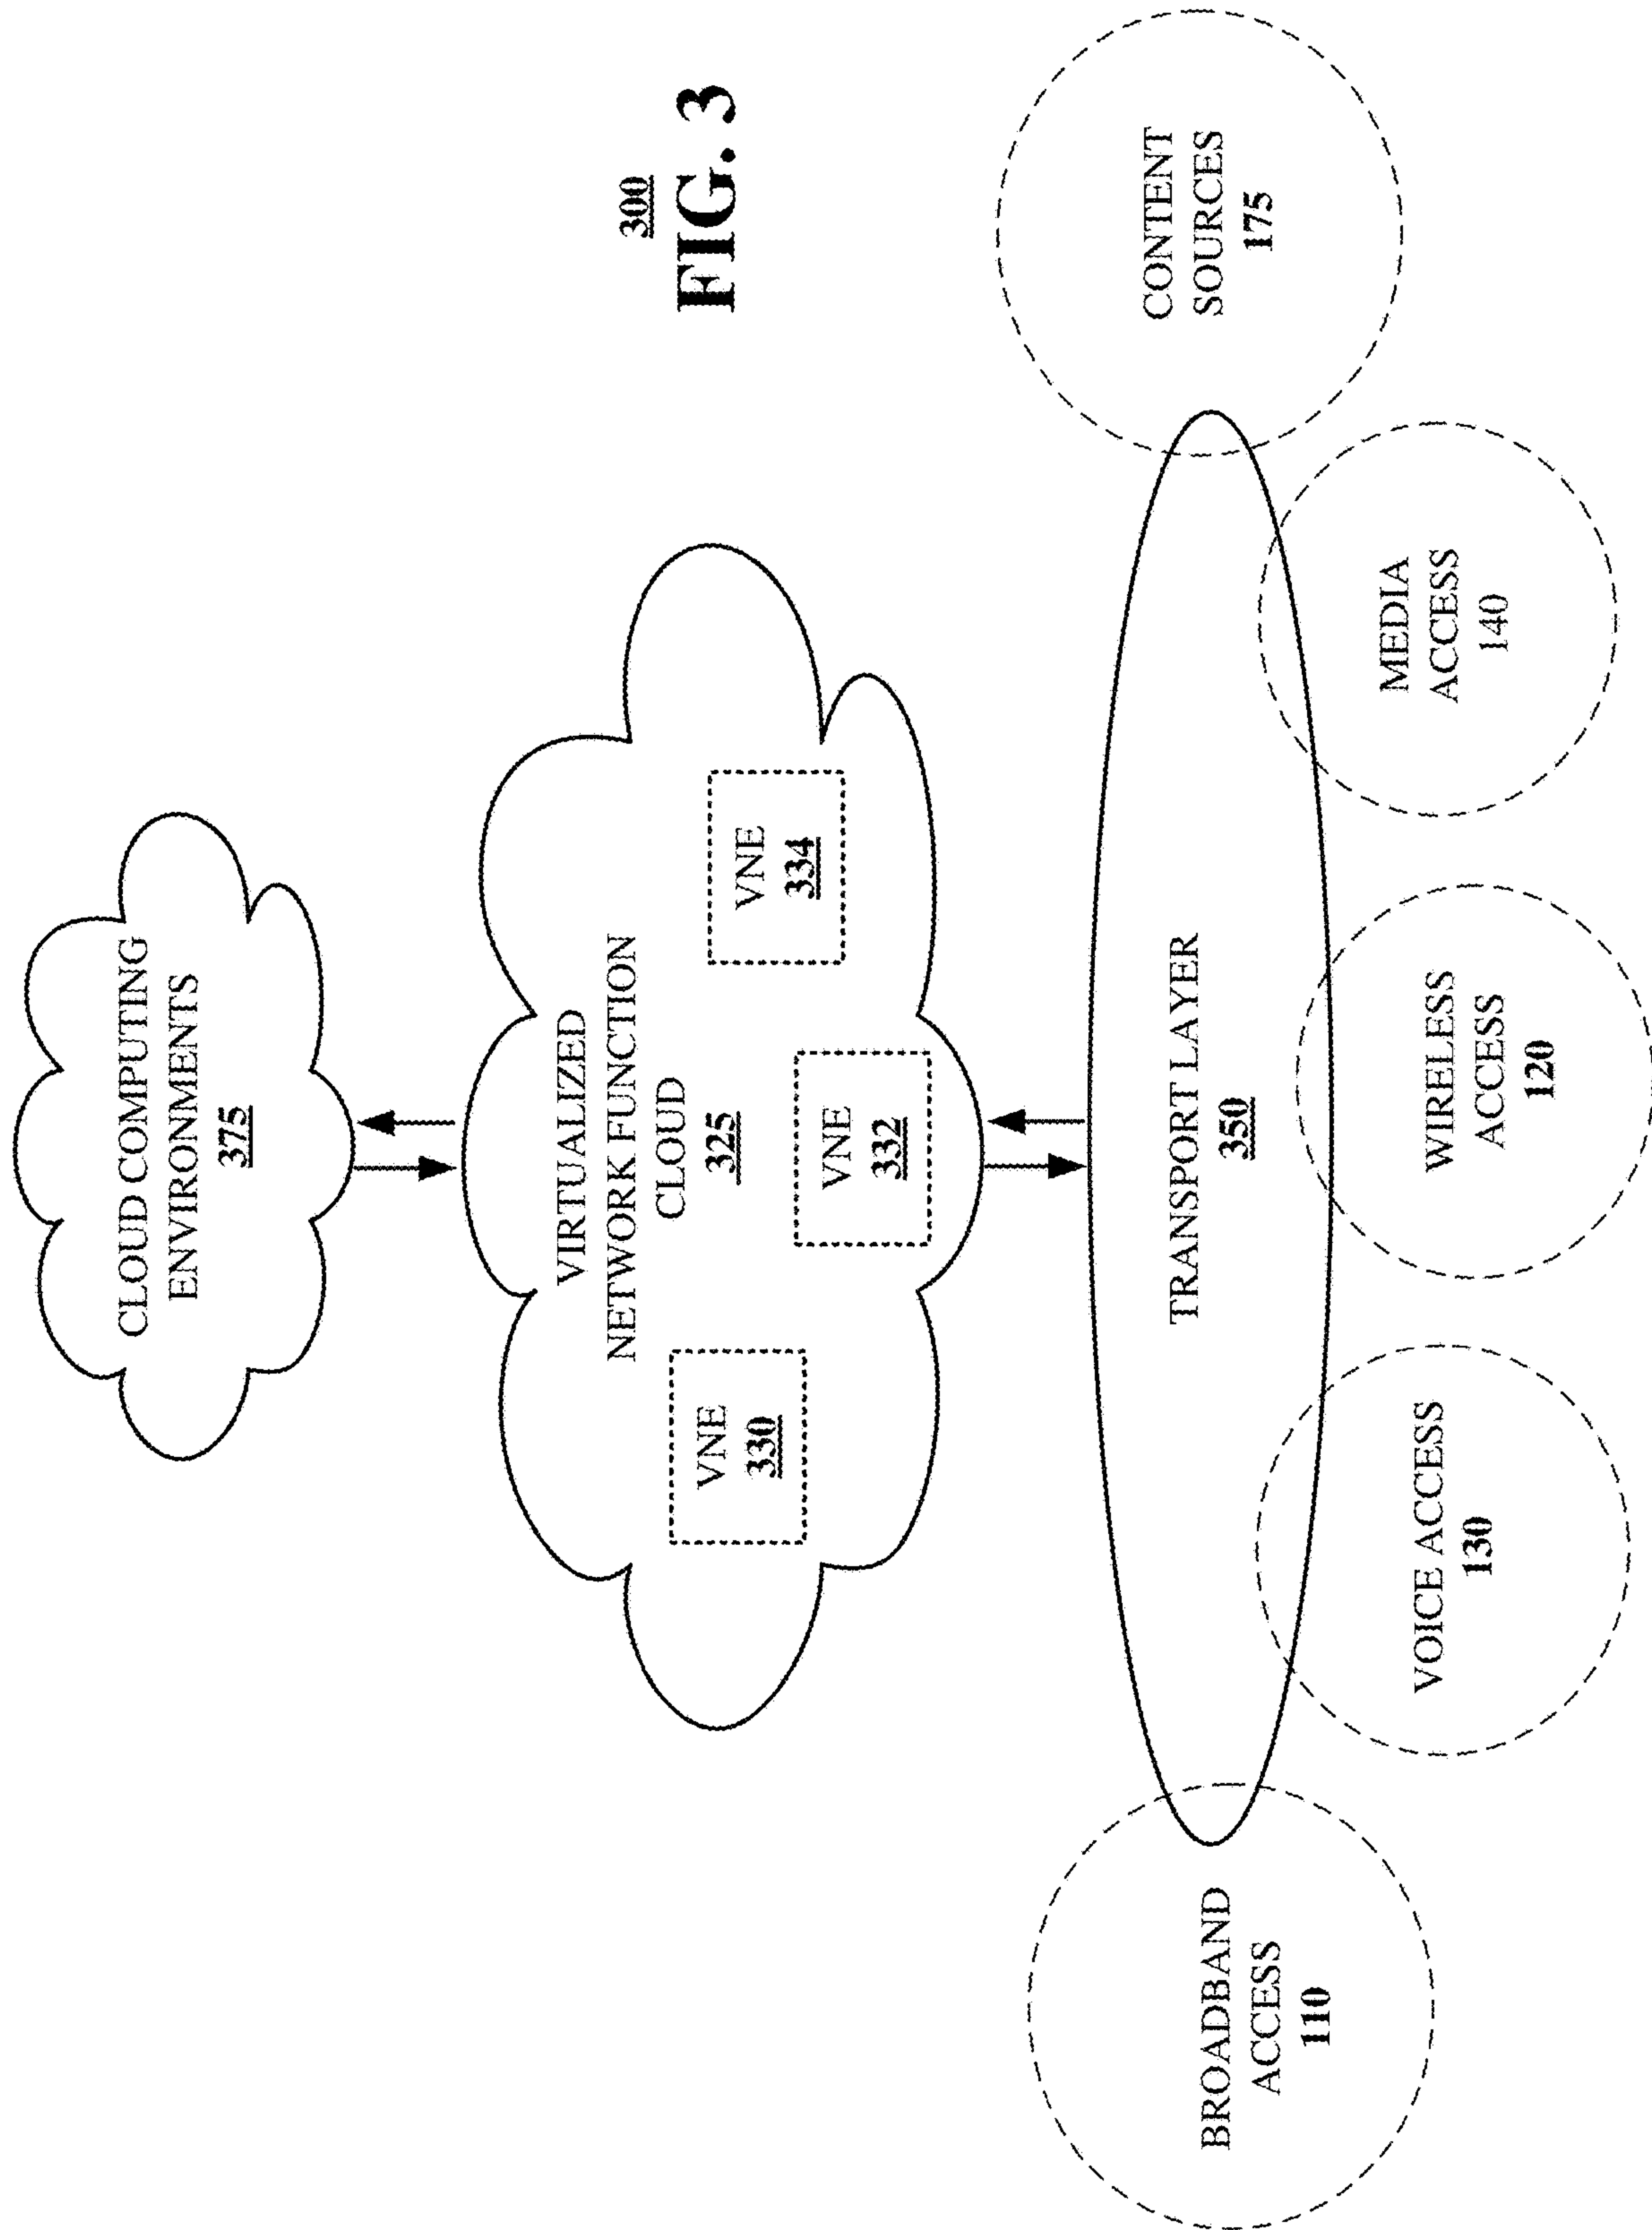 CLOUD COMPUTING
ENVIRONMENTS
375
VIRTUALIZED
NETWORK FUNCTION
CLOUD
325
VNE
330
VNE
332
VNE
334
300
FIG. 3
TRANSPORT LAYER
350
BROADBAND
ACCESS
110
VOICE ACCESS
130
WIRELESS
ACCESS
120
MEDIA
ACCESS
140
CONTENT
SOURCES
175